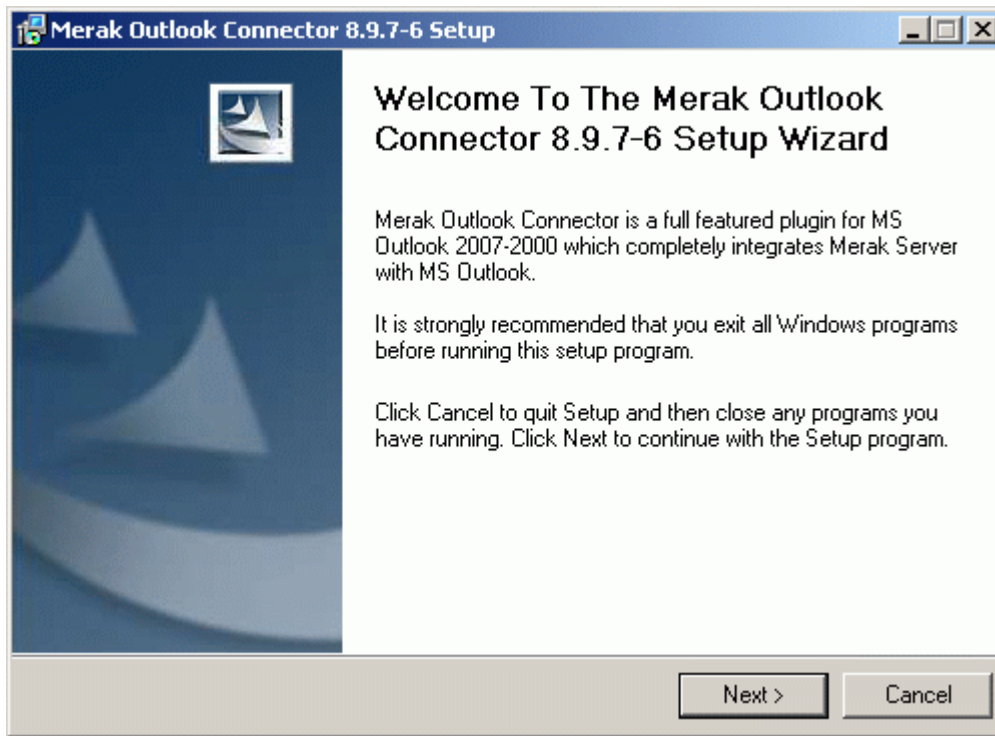 Merak Outlook Connector 8.9.7-6 Setup
Welcome To The Merak Outlook
Connector 8.9.7-6 Setup Wizard
Merak Outlook Connector is a full featured plugin for MS
Outlook 2007-2000 which completely integrates Merak Server
with MS Outlook.
It is strongly recommended that you exit all Windows programs
before running this setup program.
Click Cancel to quit Setup and then close any programs you
have running. Click Next to continue with the Setup program.
Next >
Cancel